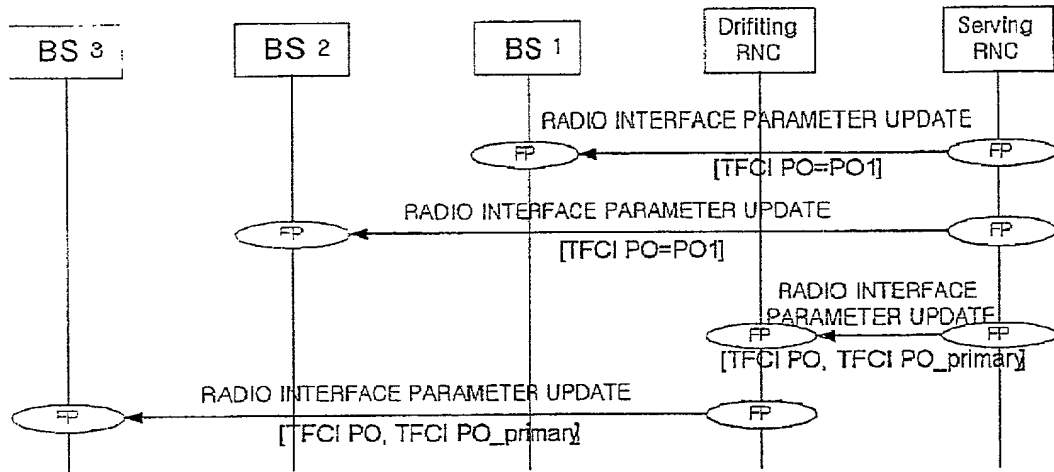 BS 3
BS 2
BS 1
Drifiting
RNC
Serving
RNC
RADIO INTERFACE PARAMETER UPDATE
FP
FP
[TFCI PO=PO1]
RADIO INTERFACE PARAMETER UPDATE
FP
FP
[TFCI PO=PO1]
RADIO INTERFACE
PARAMETER UPDATE
FP
FP
[TFCI PO, TFCI PO_primary]
RADIO INTERFACE PARAMETER UPDATE
FP
FP
[TFCI PO, TFCI PO_primary]